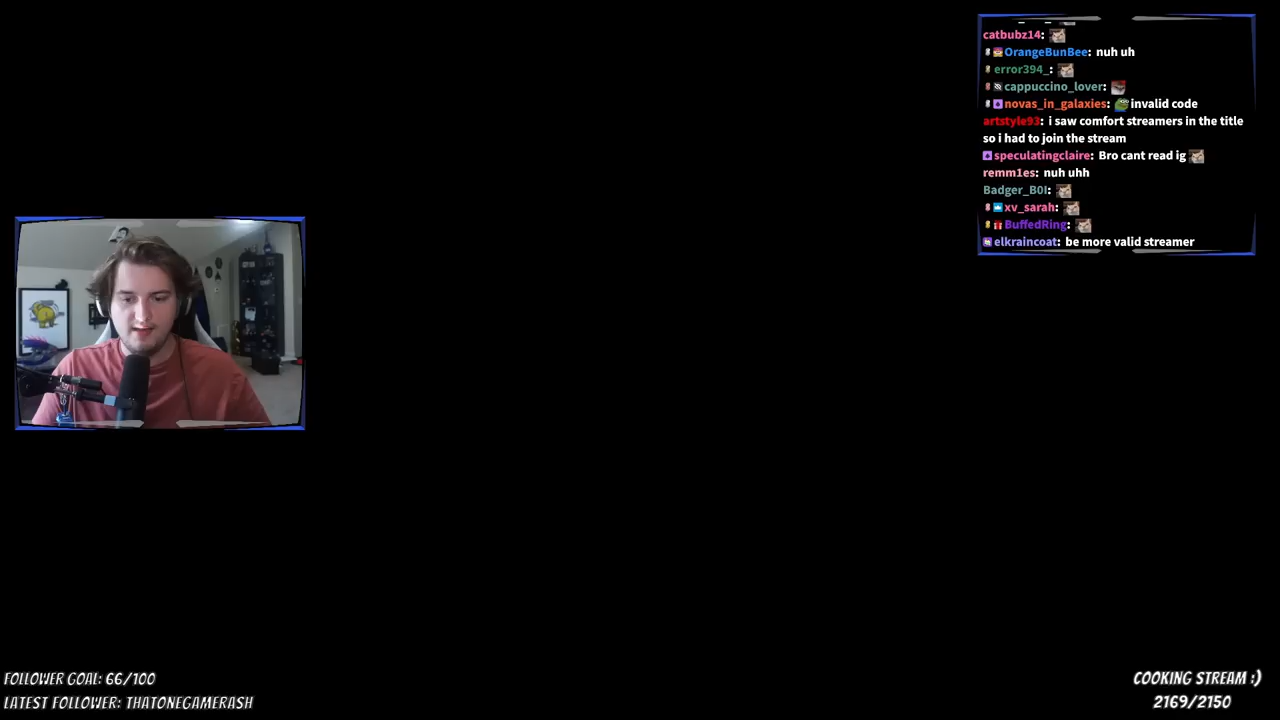 catbubz14:
OrangeBunBee: nuh uh
error394_:
cappuccino_lover:
novas_in_galaxies: invalid code
artstyle93: i saw comfort streamers in the title
so i had to join the stream
speculatingclaire: Bro cant read ig
remm1es: nuh uhh
Badger_B0I:
xv_sarah:
BuffedRing:
elkraincoat: be more valid streamer
FOLLOWER GOAL: 66/100
LATEST FOLLOWER: THATONEGAMERASH
COOKING STREAM :)
2169/2150